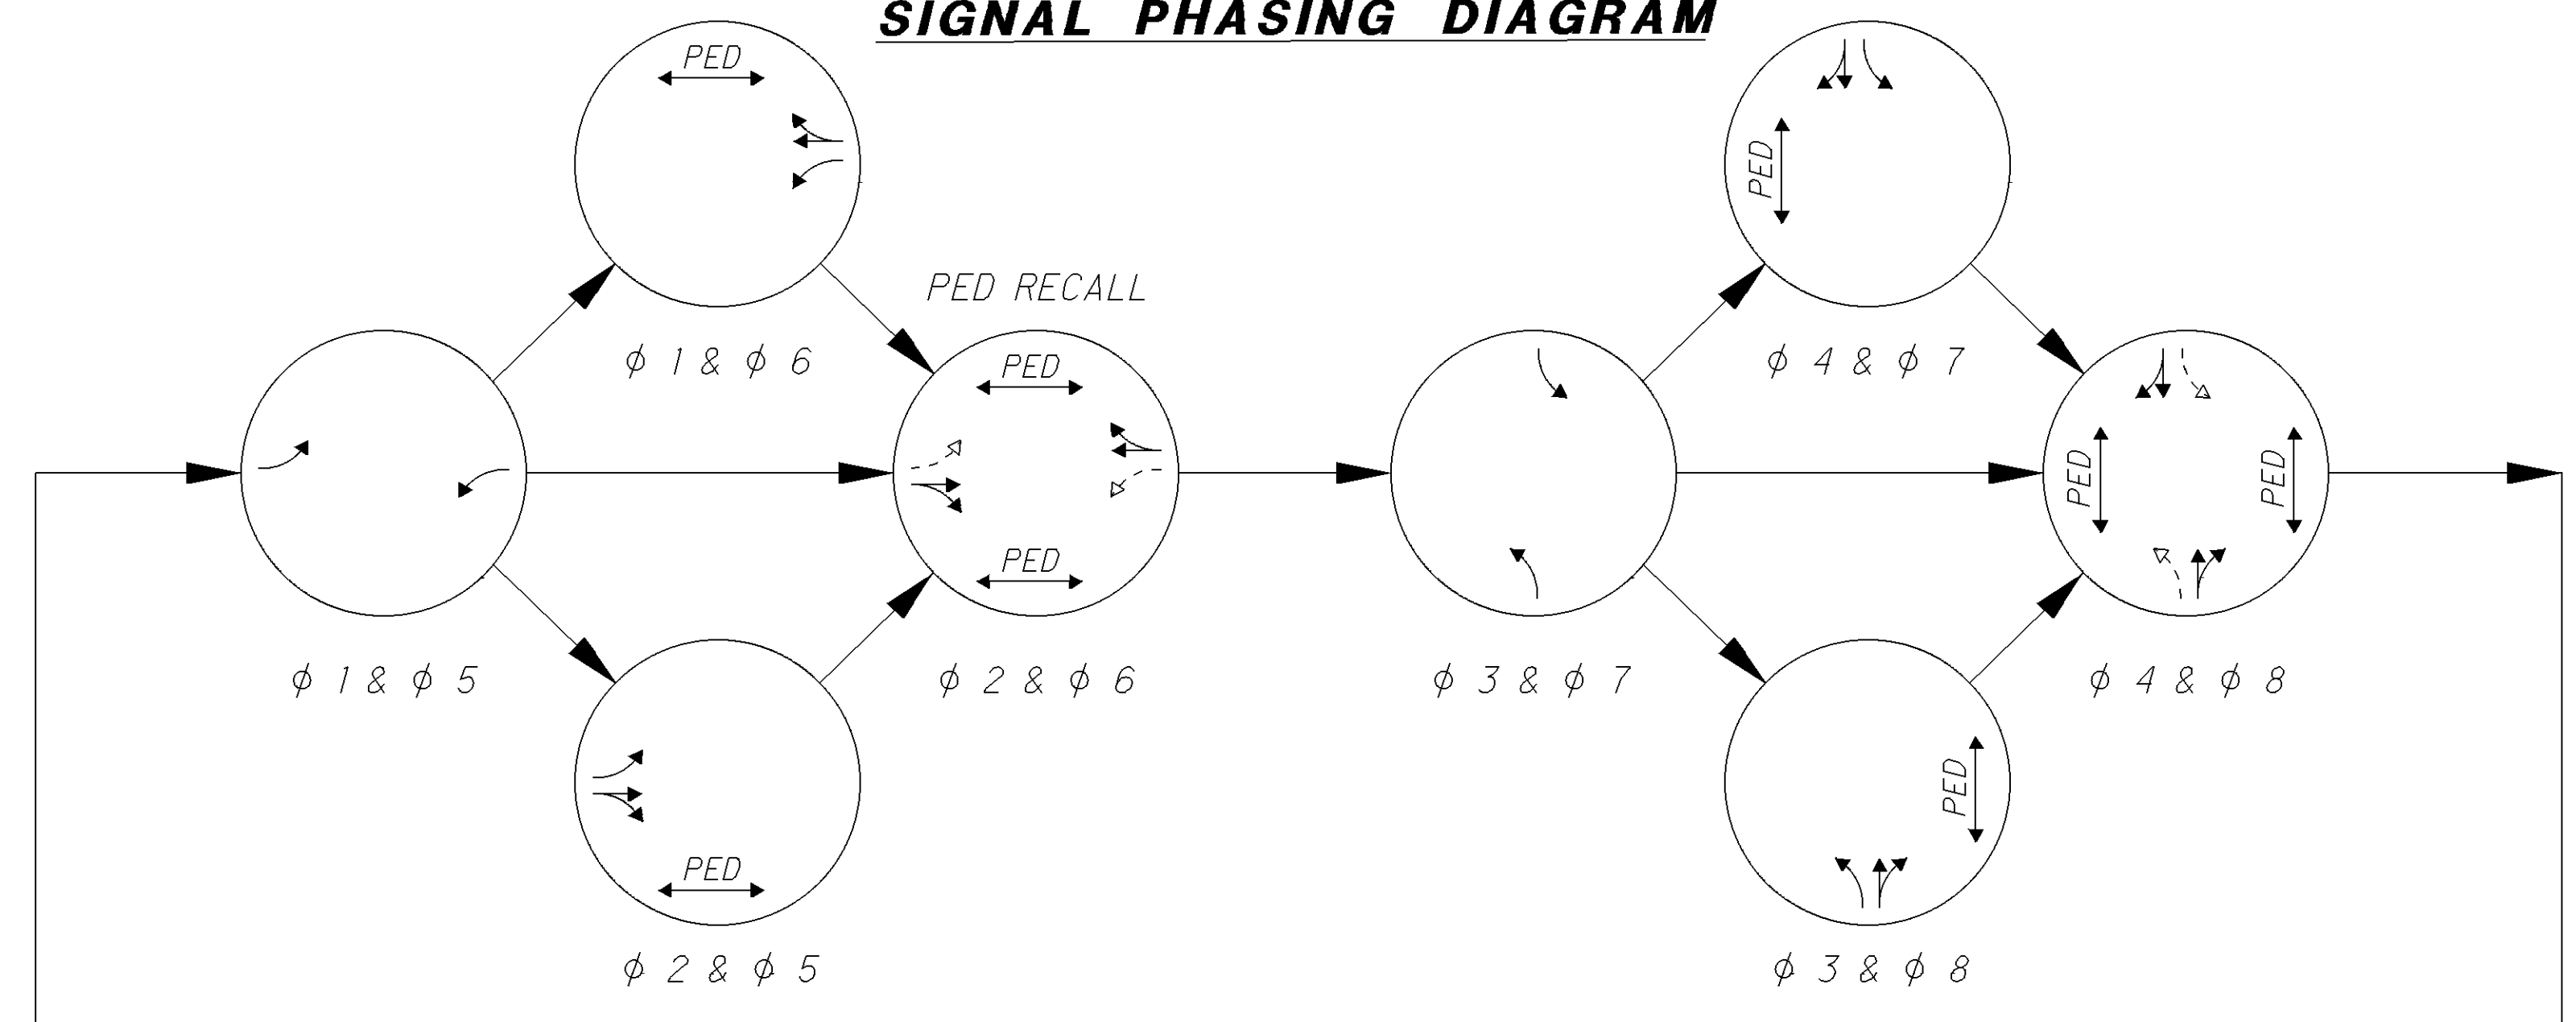 SIGNAL PHASING DIAGRAM
PED
ϕ 1 & ϕ 6
PED RECALL
ϕ 1 & ϕ 5
PED
PED
ϕ 2 & ϕ 6
PED
ϕ 2 & ϕ 5
PED
ϕ 4 & ϕ 7
ϕ 3 & ϕ 7
PED
PED
ϕ 4 & ϕ 8
PED
ϕ 3 & ϕ 8